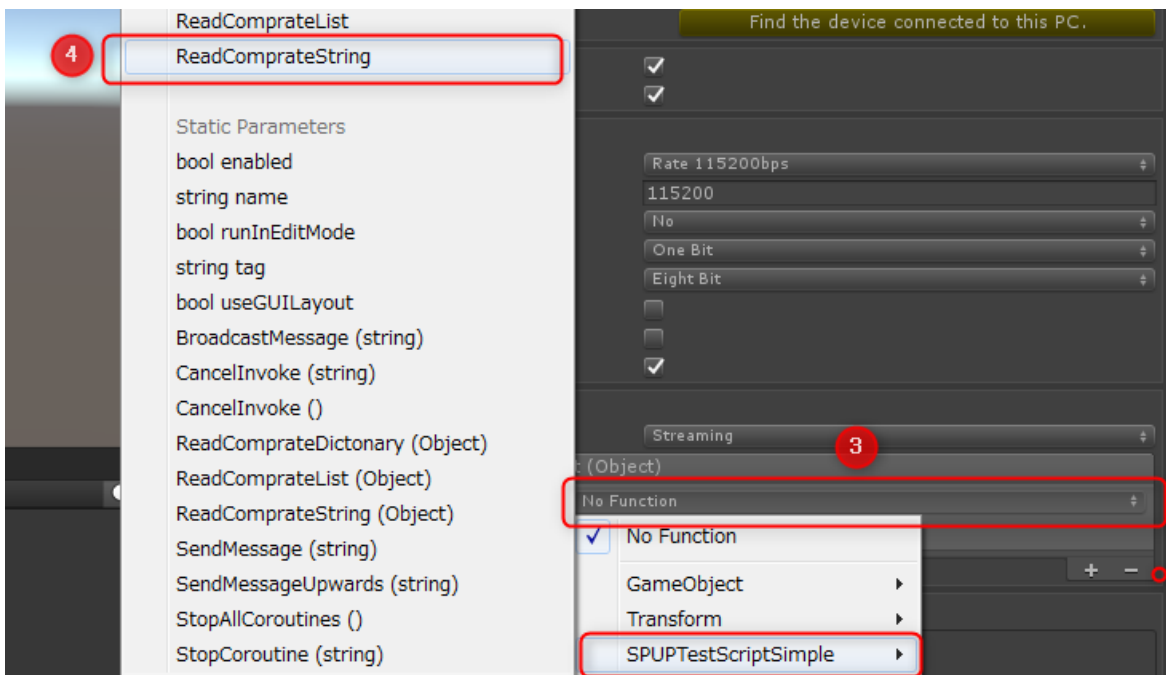 ReadComprateList
4
ReadComprateString
Static Parameters
bool enabled
string name
bool runInEditMode
string tag
bool useGUILayout
BroadcastMessage (string)
CancelInvoke (string)
CancelInvoke ()
ReadComprateDictonary (Object)
ReadComprateList (Object)
ReadComprateString (Object)
SendMessage (string)
SendMessageUpwards (string)
StopAllCoroutines ()
StopCoroutine (string)
Find the device connected to this PC.
Rate 115200bps
115200
No
One Bit
Eight Bit
Streaming
3
(Object)
No Function
No Function
GameObject
Transform
SPUPTestScriptSimple
+ −